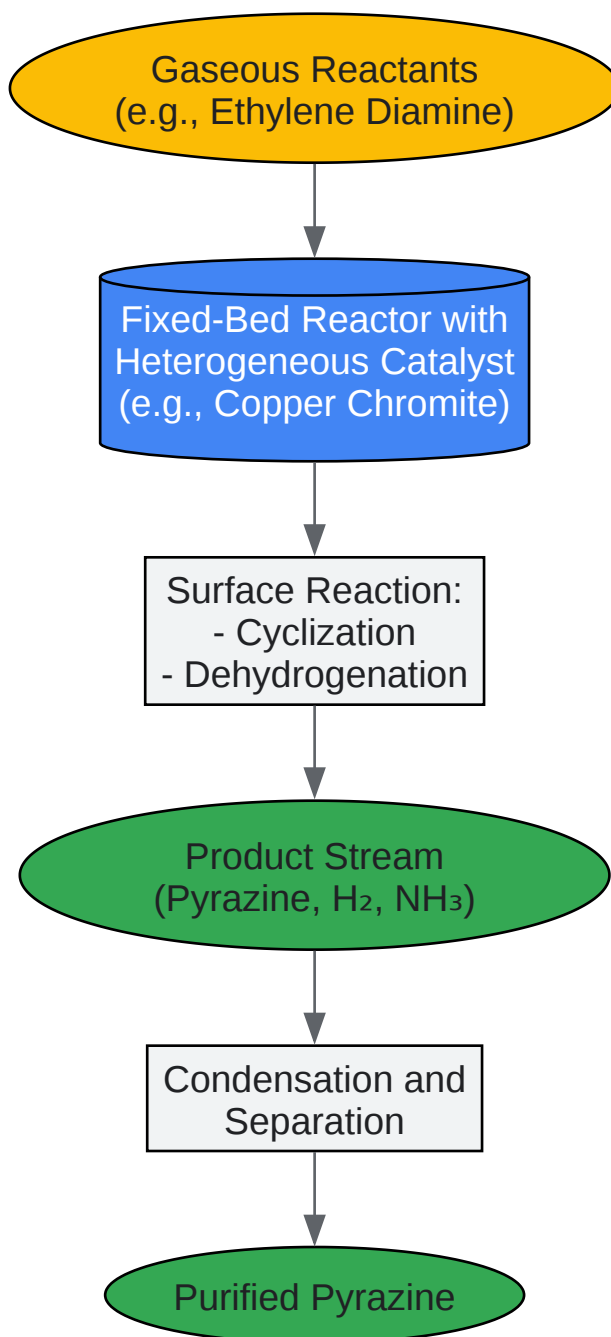 Gaseous Reactants
(e.g., Ethylene Diamine)
Fixed-Bed Reactor with
Heterogeneous Catalyst
(e.g., Copper Chromite)
Surface Reaction:
- Cyclization
- Dehydrogenation
Product Stream
(Pyrazine, H₂, NH₃)
Condensation and
Separation
Purified Pyrazine